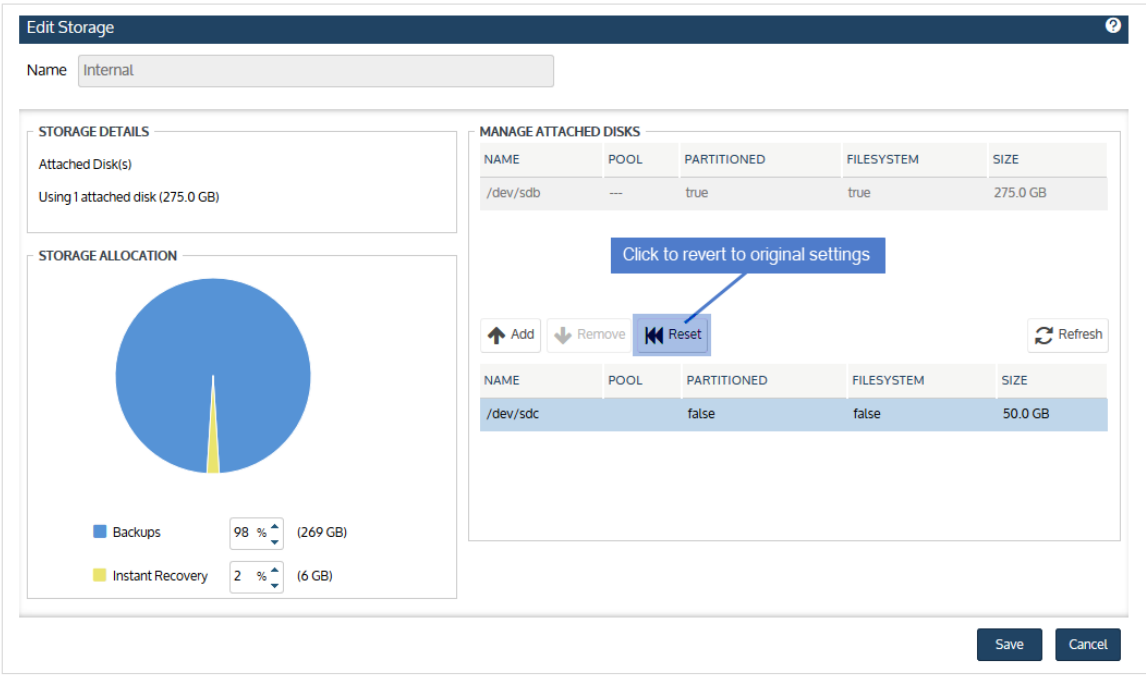 Edit Storage ?
Name Internal
STORAGE DETAILS
Attached Disk(s)
Using 1 attached disk (275.0 GB)
STORAGE ALLOCATION
Backups 98 % (269 GB)
Instant Recovery 2 % (6 GB)
MANAGE ATTACHED DISKS
NAME POOL PARTITIONED FILESYSTEM SIZE
/dev/sdb --- true true 275.0 GB
Click to revert to original settings
Add Remove Reset Refresh
NAME POOL PARTITIONED FILESYSTEM SIZE
/dev/sdc false false 50.0 GB
Save Cancel